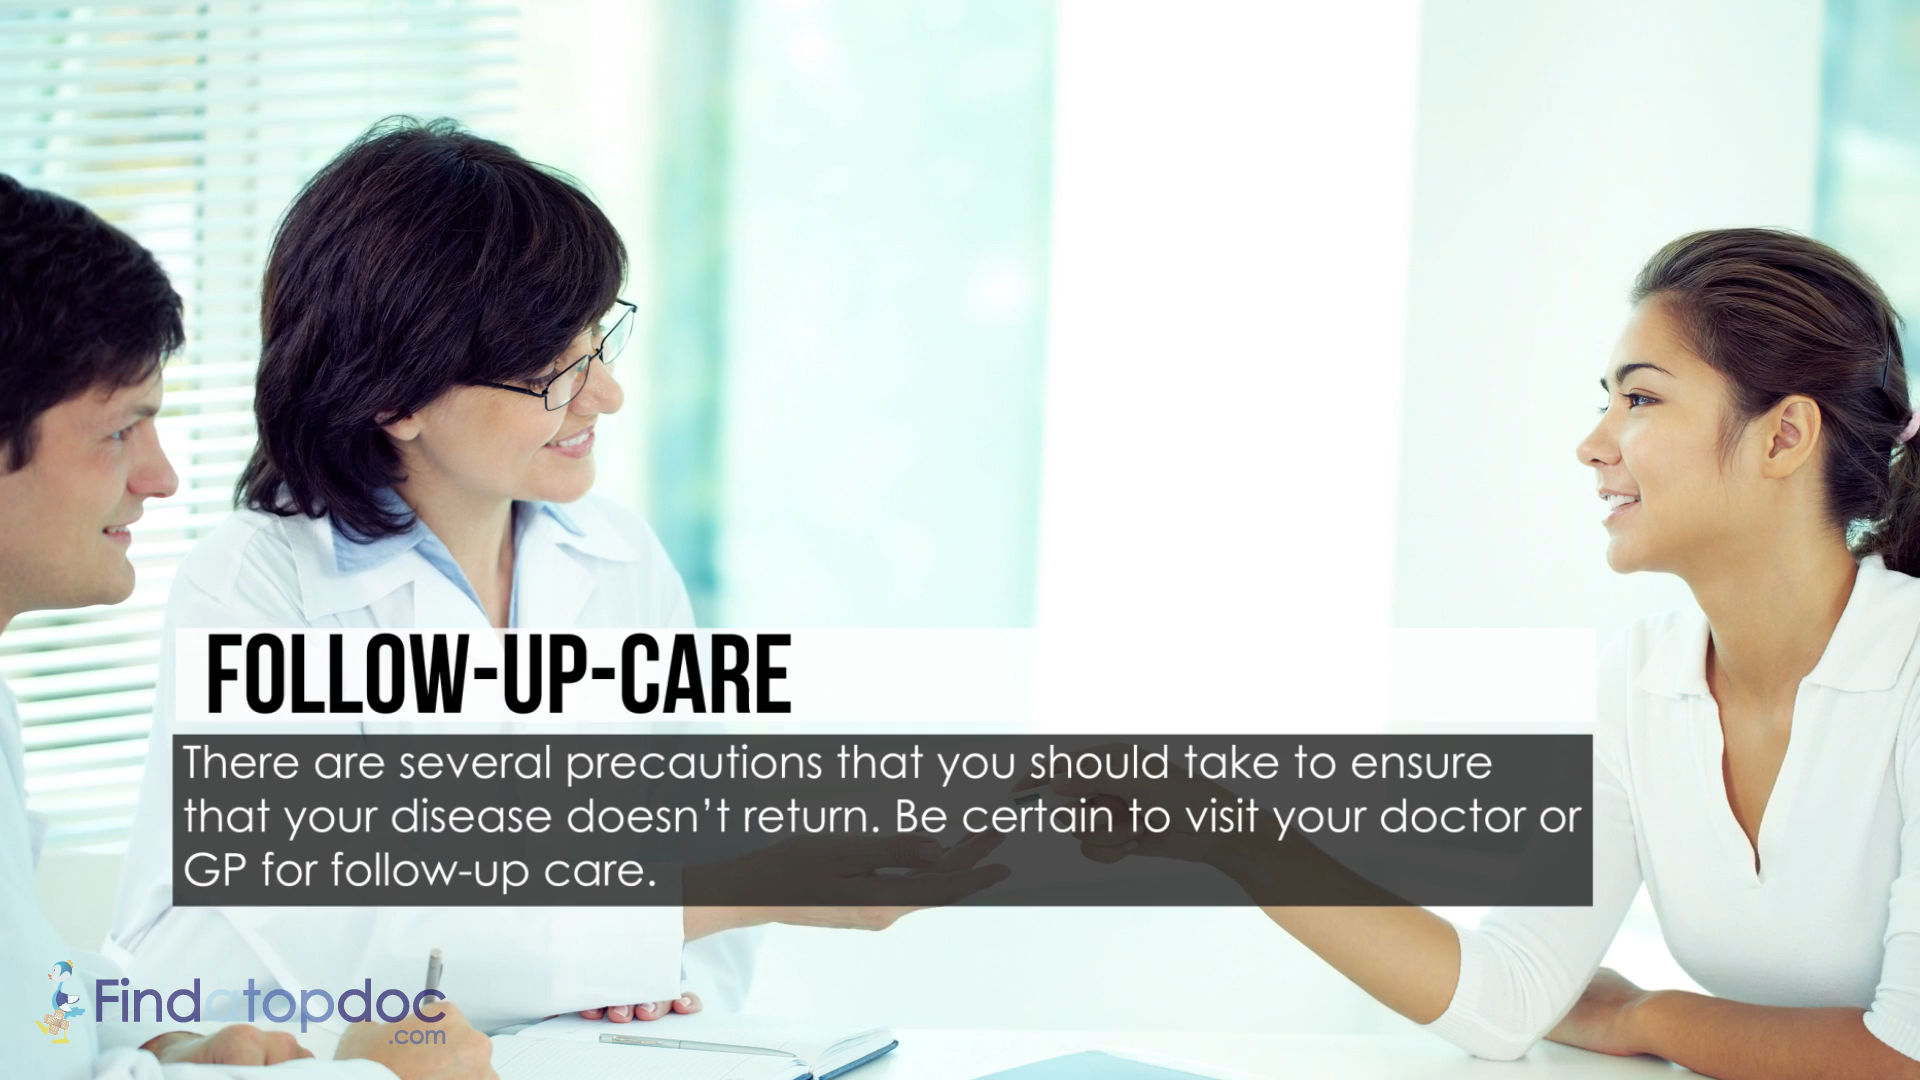 FOLLOW-UP-CARE
There are several precautions that you should take to ensure
that your disease doesn't return. Be certain to visit your doctor or
GP for follow-up care.
Findatopdoc
.com